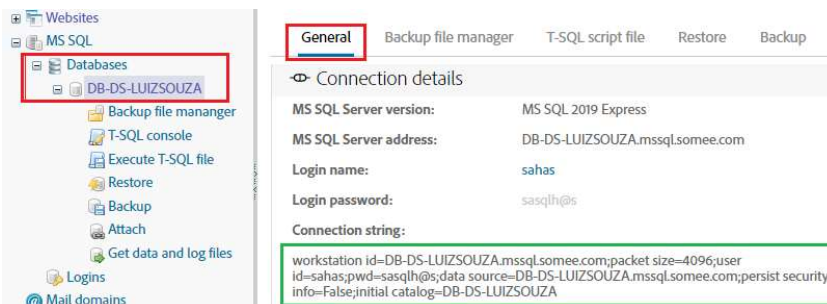 Websites
MS SQL
Databases
DB-DS-LUIZSOUZA
Backup file mananger
T-SQL console
Execute T-SQL file
Restore
Backup
Attach
Get data and log files
Logins
Mail domains
General Backup file manager T-SQL script file Restore Backup
Connection details
MS SQL Server version: MS SQL 2019 Express
MS SQL Server address: DB-DS-LUIZSOUZA.mssql.somee.com
Login name: sahas
Login password: sasqlh@s
Connection string:
workstation id=DB-DS-LUIZSOUZA.mssql.somee.com;packet size=4096;user
id=sahas;pwd=sasqlh@s;data source=DB-DS-LUIZSOUZA.mssql.somee.com;persist security
info=False;initial catalog=DB-DS-LUIZSOUZA